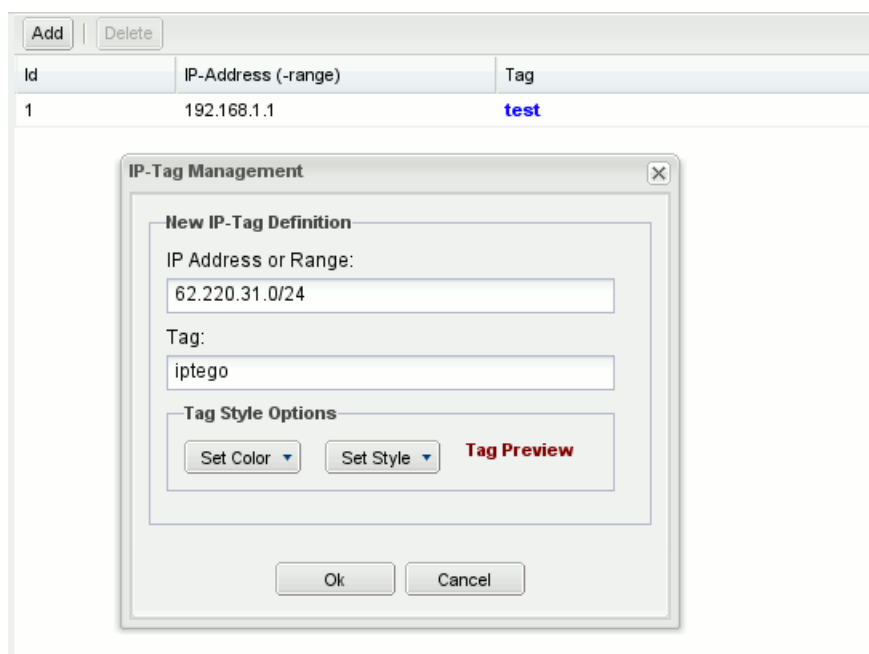 Add Delete
Id IP-Address (-range) Tag
1 192.168.1.1 test
IP-Tag Management
New IP-Tag Definition
IP Address or Range:
62.220.31.0/24
Tag:
iptego
Tag Style Options
Set Color Set Style Tag Preview
Ok Cancel